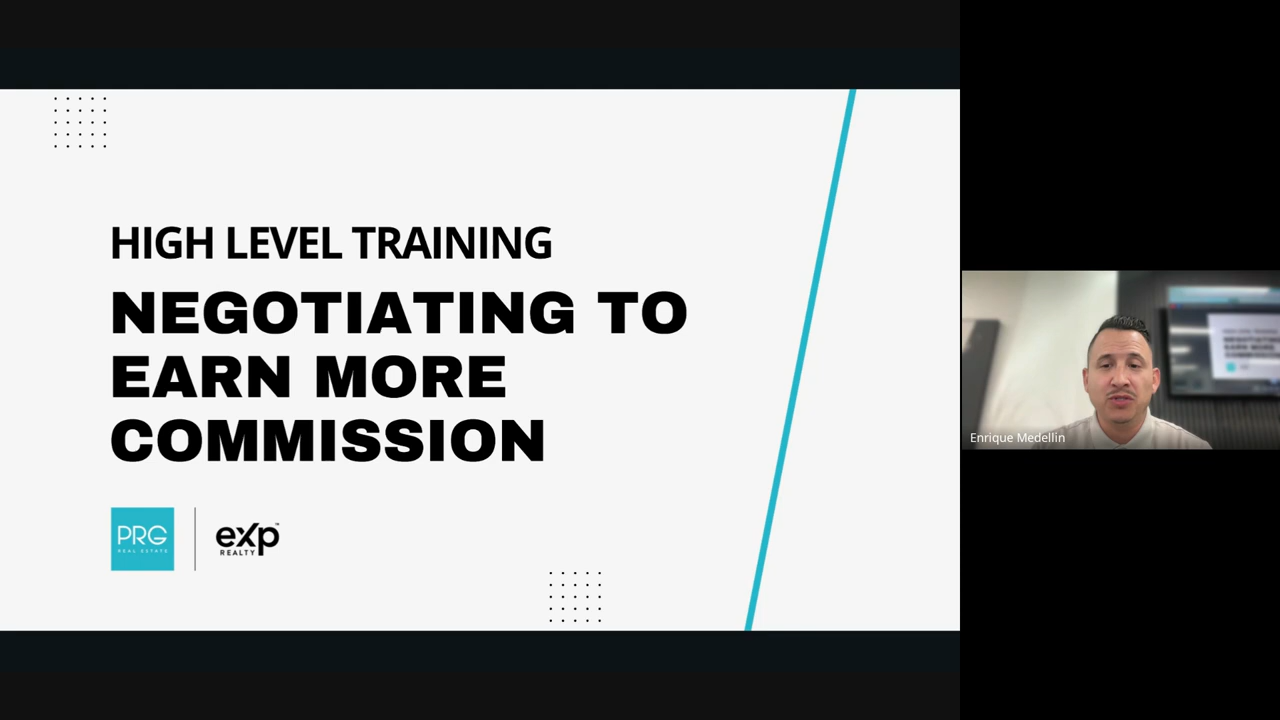 HIGH LEVEL TRAINING
NEGOTIATING TO
EARN MORE
COMMISSION
PRG
REAL ESTATE
eXp
REALTY
Enrique Medellin